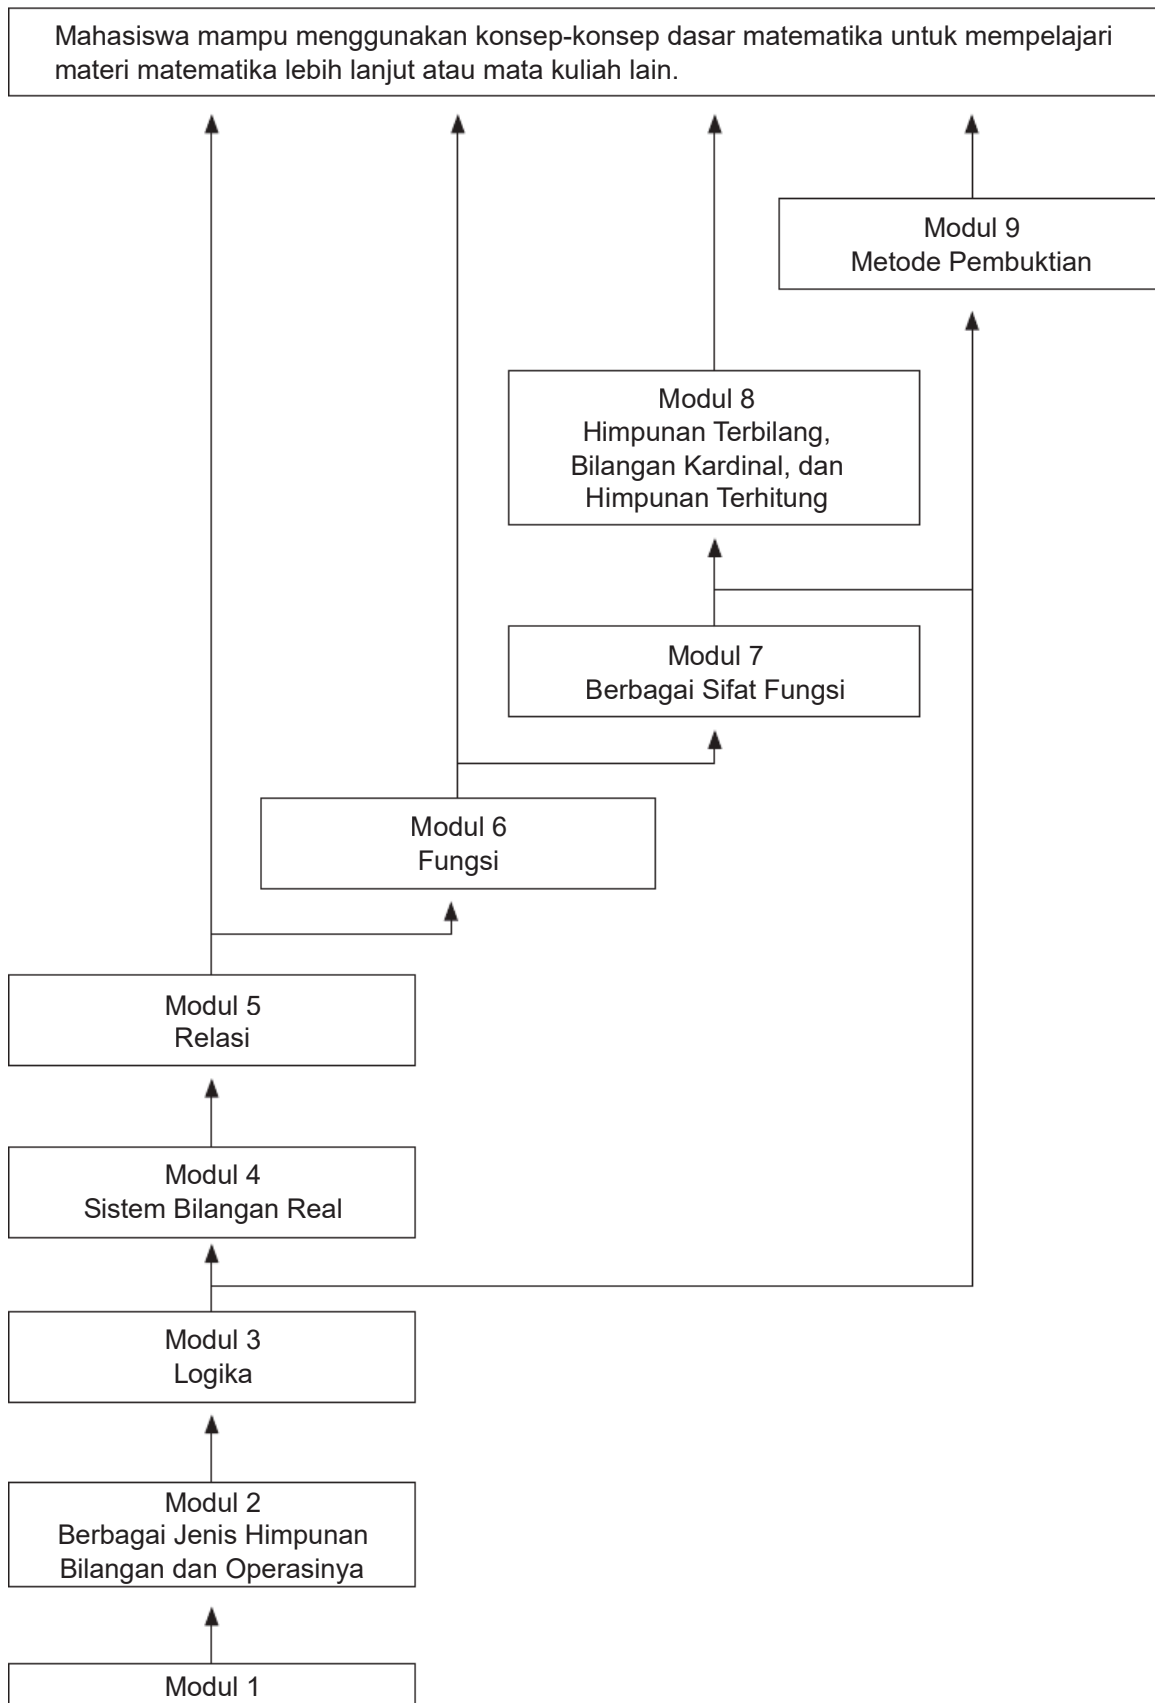 Mahasiswa mampu menggunakan konsep-konsep dasar matematika untuk mempelajari
materi matematika lebih lanjut atau mata kuliah lain.
Modul 9
Metode Pembuktian
Modul 8
Himpunan Terbilang,
Bilangan Kardinal, dan
Himpunan Terhitung
Modul 7
Berbagai Sifat Fungsi
Modul 6
Fungsi
Modul 5
Relasi
Modul 4
Sistem Bilangan Real
Modul 3
Logika
Modul 2
Berbagai Jenis Himpunan
Bilangan dan Operasinya
Modul 1